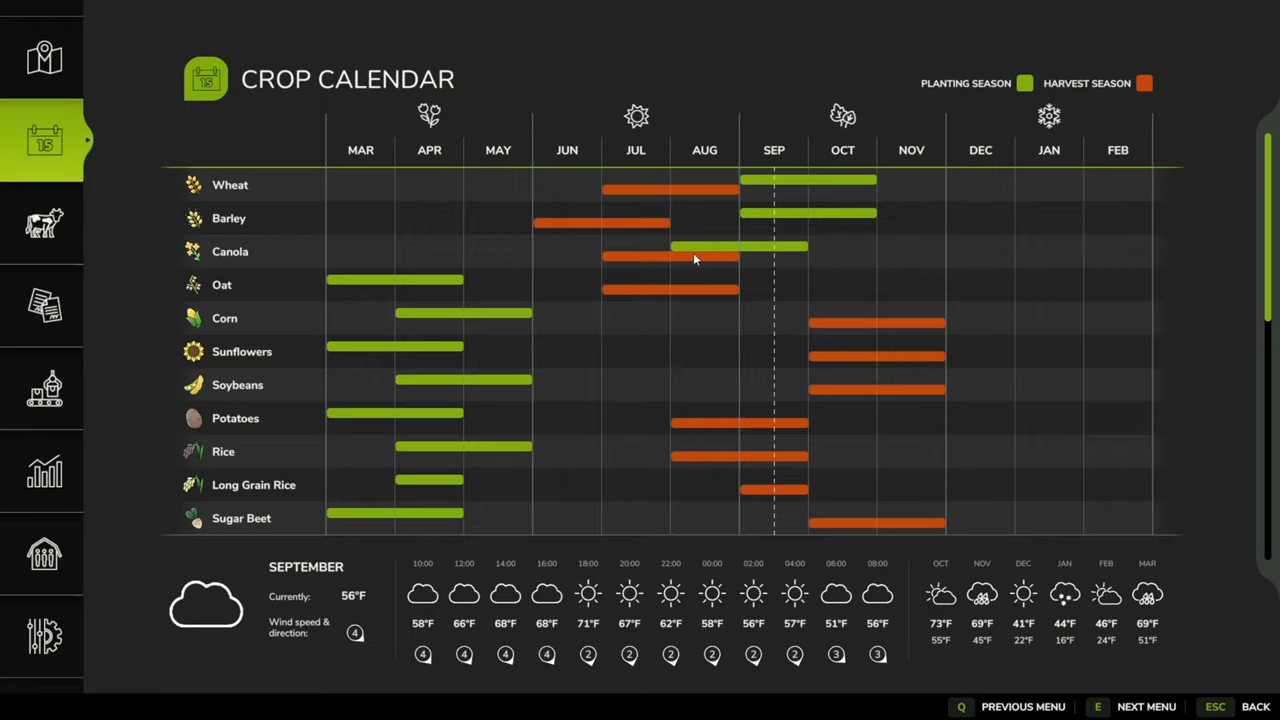 15
CROP CALENDAR
PLANTING SEASON
HARVEST SEASON
MAR APR MAY JUN JUL AUG SEP OCT NOV DEC JAN FEB
Wheat
Barley
Canola
Oat
Corn
Sunflowers
Soybeans
Potatoes
Rice
Long Grain Rice
Sugar Beet
SEPTEMBER
Currently: 56°F
Wind speed & direction: 4
10:00 12:00 14:00 16:00 18:00 20:00 22:00 00:00 02:00 04:00 06:00 08:00
58°F 66°F 68°F 68°F 71°F 67°F 62°F 58°F 56°F 57°F 51°F 56°F
4 4 4 4 2 2 2 2 2 2 3 3
OCT NOV DEC JAN FEB MAR
73°F 69°F 41°F 44°F 46°F 69°F
55°F 45°F 22°F 16°F 24°F 51°F
15
Q PREVIOUS MENU E NEXT MENU ESC BACK